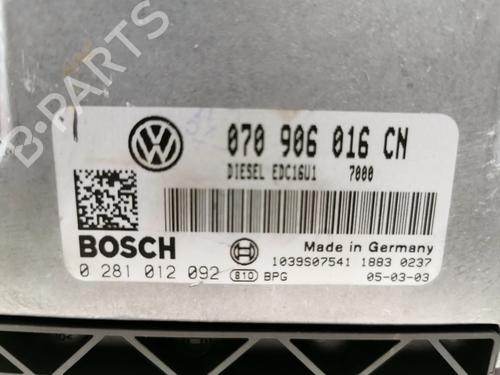 B-PARTS
070 906 016 CN
DIESEL EDC16U1 7000
BOSCH
Made in Germany
1039S07541 1883 0237
0 281 012 092 810 BPG 05-03-03